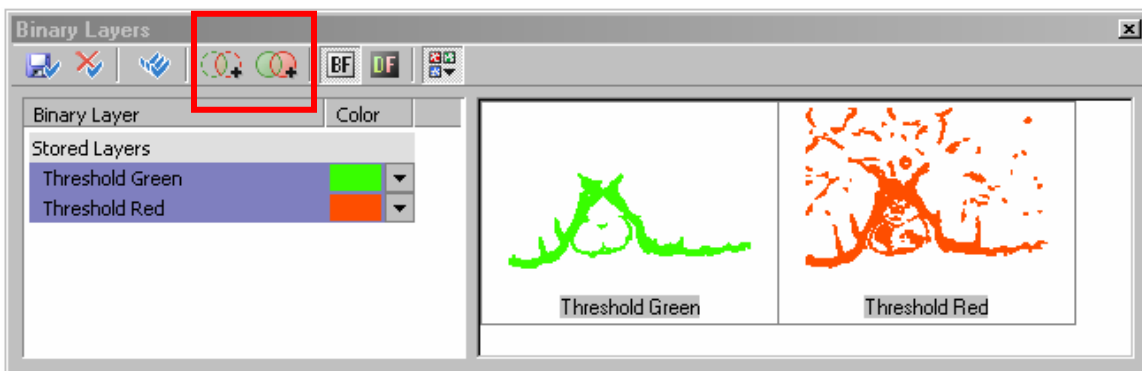 Binary Layers
BF DF
Binary Layer Color
Stored Layers
Threshold Green
Threshold Red
Threshold Green Threshold Red